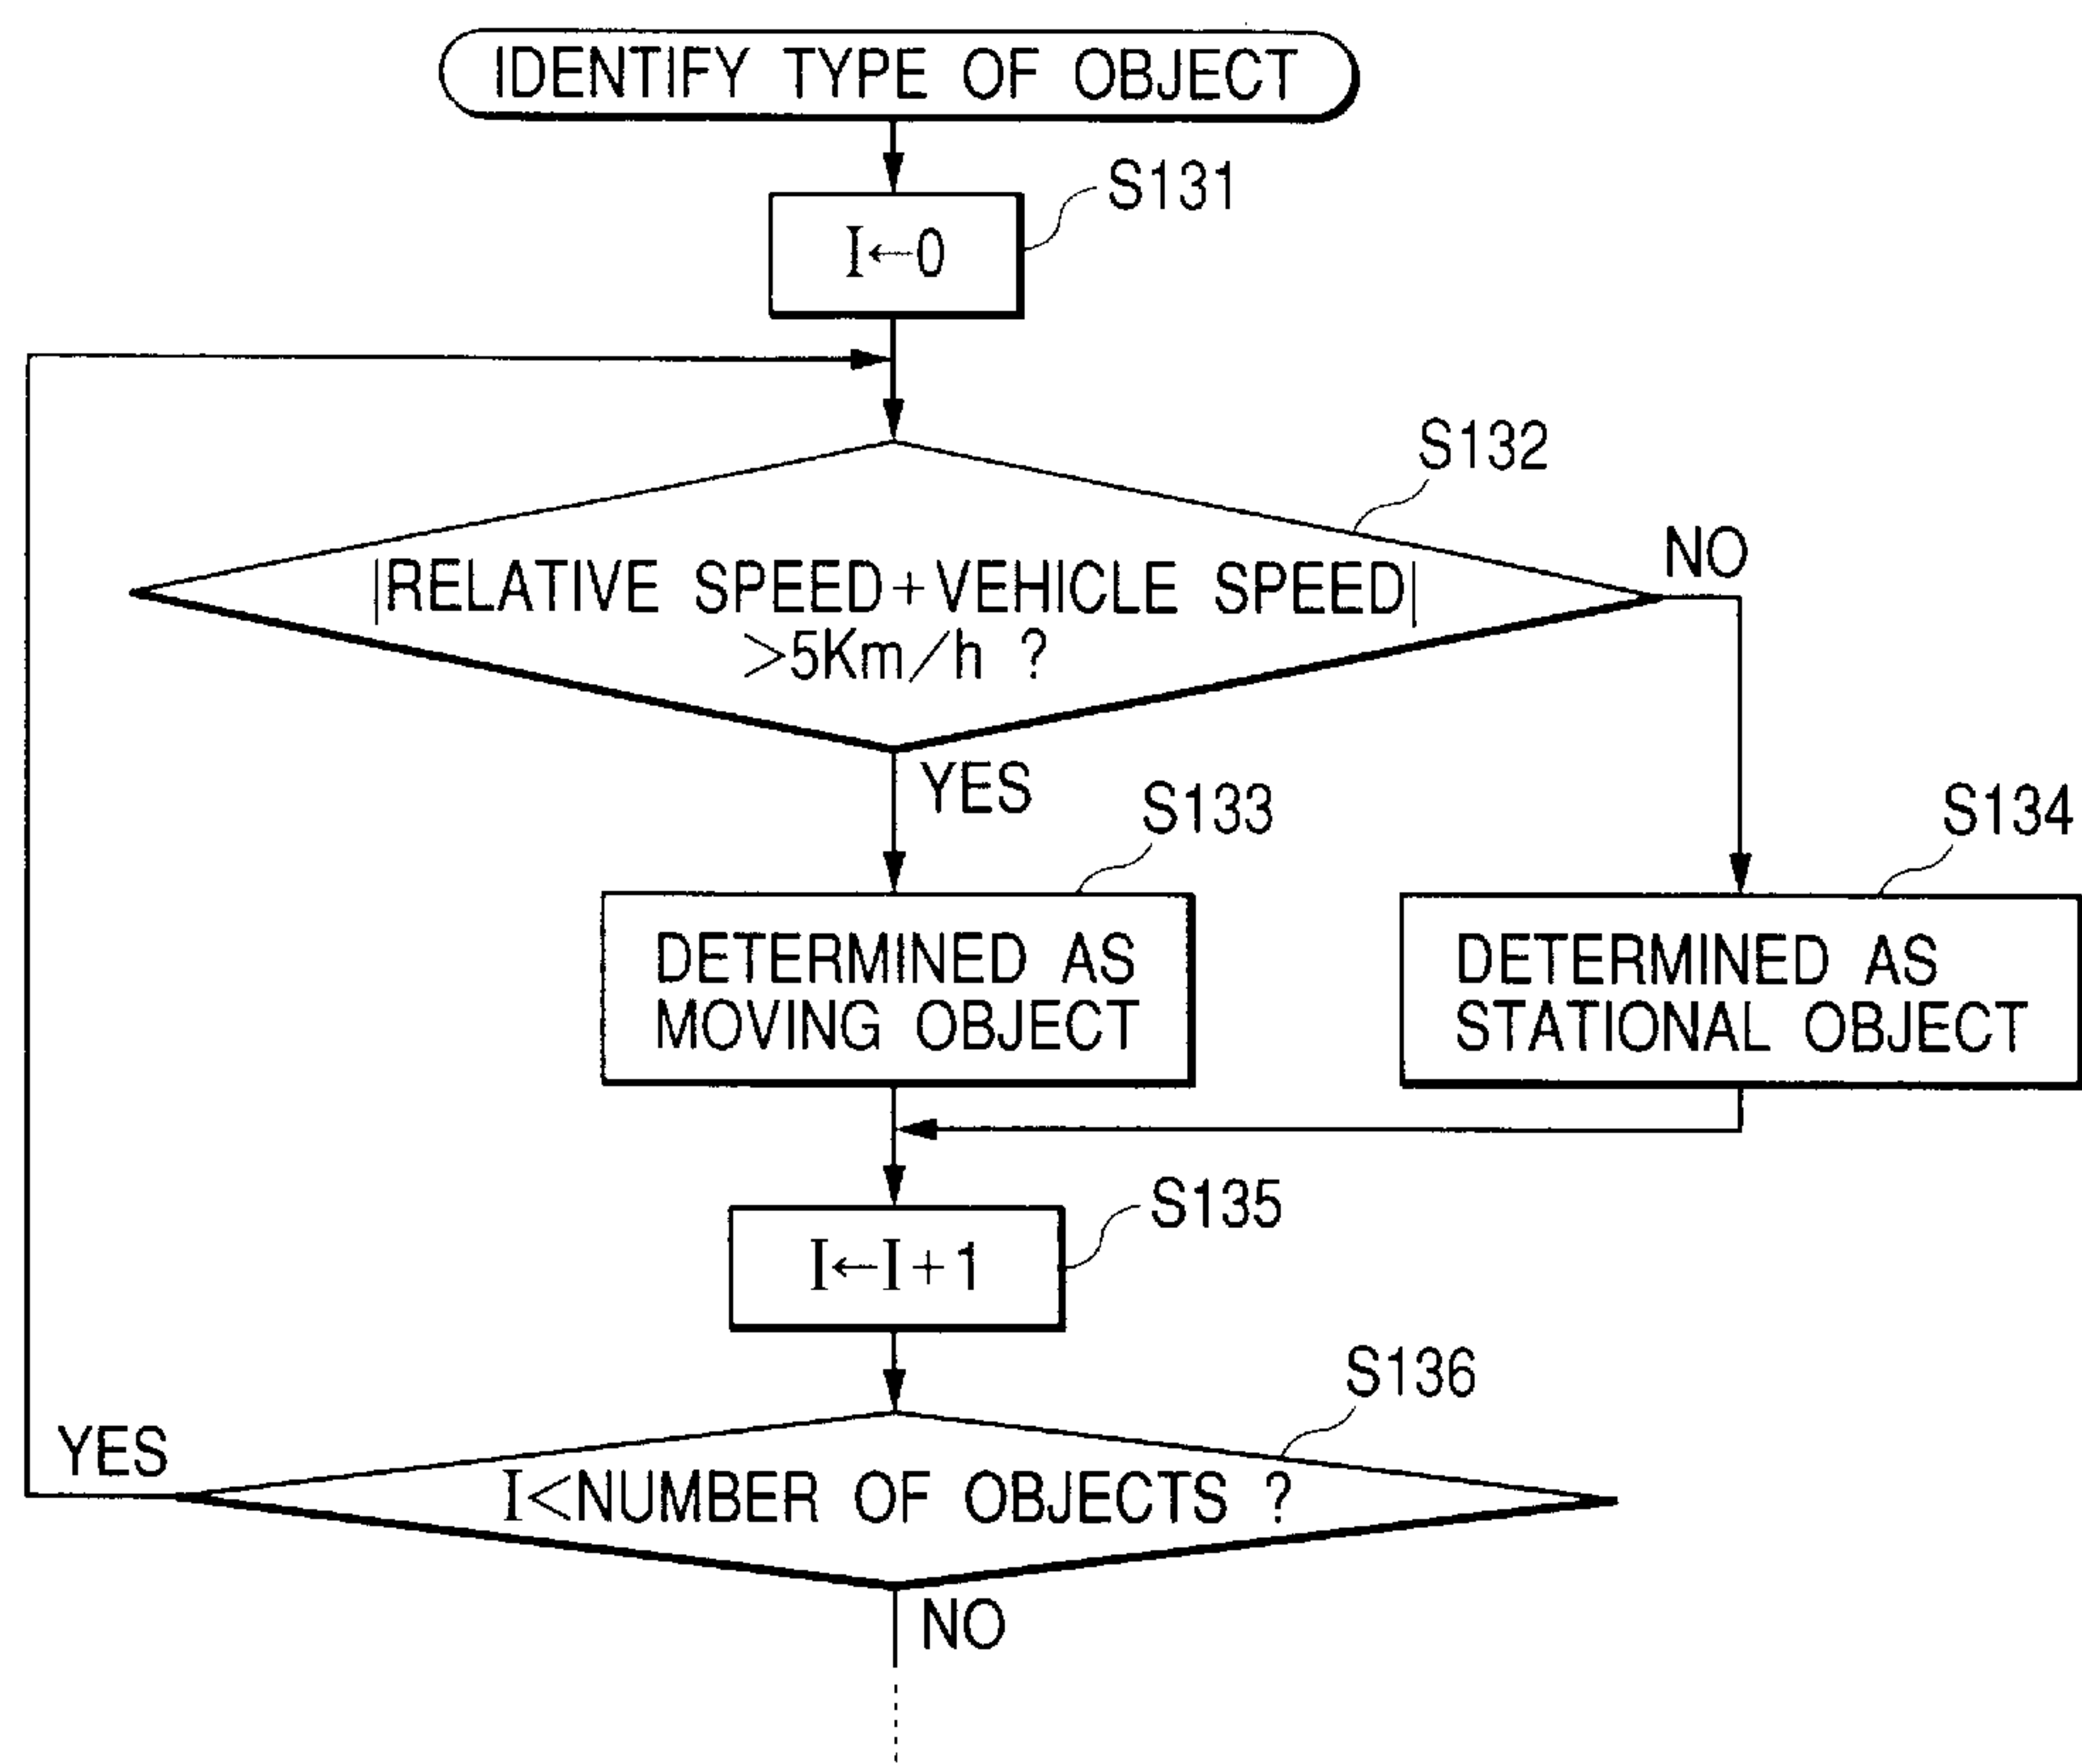 IDENTIFY TYPE OF OBJECT
S131
I←0
S132
NO
|RELATIVE SPEED+VEHICLE SPEED|
>5Km/h ?
YES
S133
S134
DETERMINED AS
MOVING OBJECT
DETERMINED AS
STATIONAL OBJECT
S135
I←I+1
S136
YES
I<NUMBER OF OBJECTS ?
NO